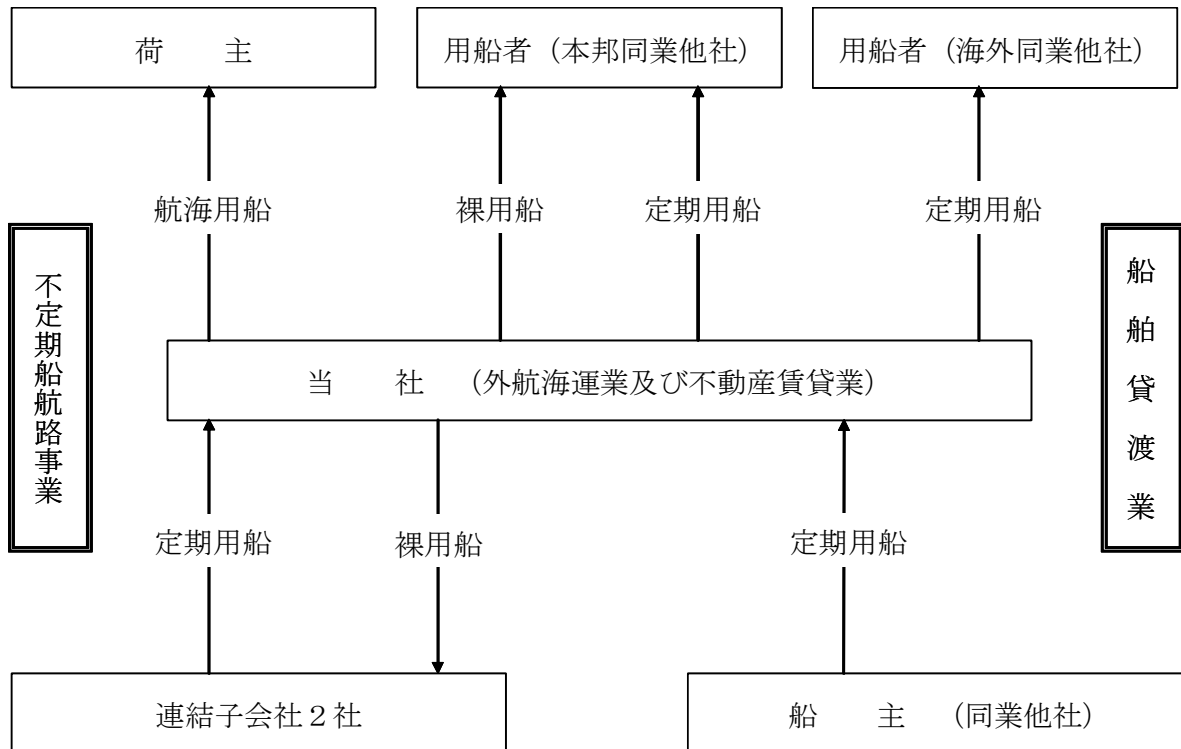 荷　　主
用船者（本邦同業他社）
用船者（海外同業他社）
航海用船
裸用船
定期用船
定期用船
不定期船航路事業
船舶貸渡業
当　　社　（外航海運業及び不動産賃貸業）
定期用船
裸用船
定期用船
連結子会社２社
船　　主　（同業他社）